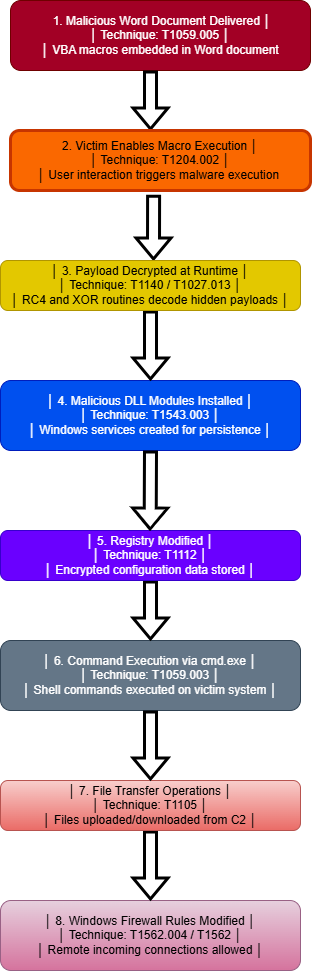 1. Malicious Word Document Delivered │
│ Technique: T1059.005 │
│ VBA macros embedded in Word document
2. Victim Enables Macro Execution │
│ Technique: T1204.002 │
│ User interaction triggers malware execution
│ 3. Payload Decrypted at Runtime │
│ Technique: T1140 / T1027.013 │
│ RC4 and XOR routines decode hidden payloads │
│ 4. Malicious DLL Modules Installed │
│ Technique: T1543.003 │
│ Windows services created for persistence │
│ 5. Registry Modified │
│ Technique: T1112 │
│ Encrypted configuration data stored │
│ 6. Command Execution via cmd.exe │
│ Technique: T1059.003 │
│ Shell commands executed on victim system │
│ 7. File Transfer Operations │
│ Technique: T1105 │
│ Files uploaded/downloaded from C2 │
│ 8. Windows Firewall Rules Modified │
│ Technique: T1562.004 / T1562 │
│ Remote incoming connections allowed │